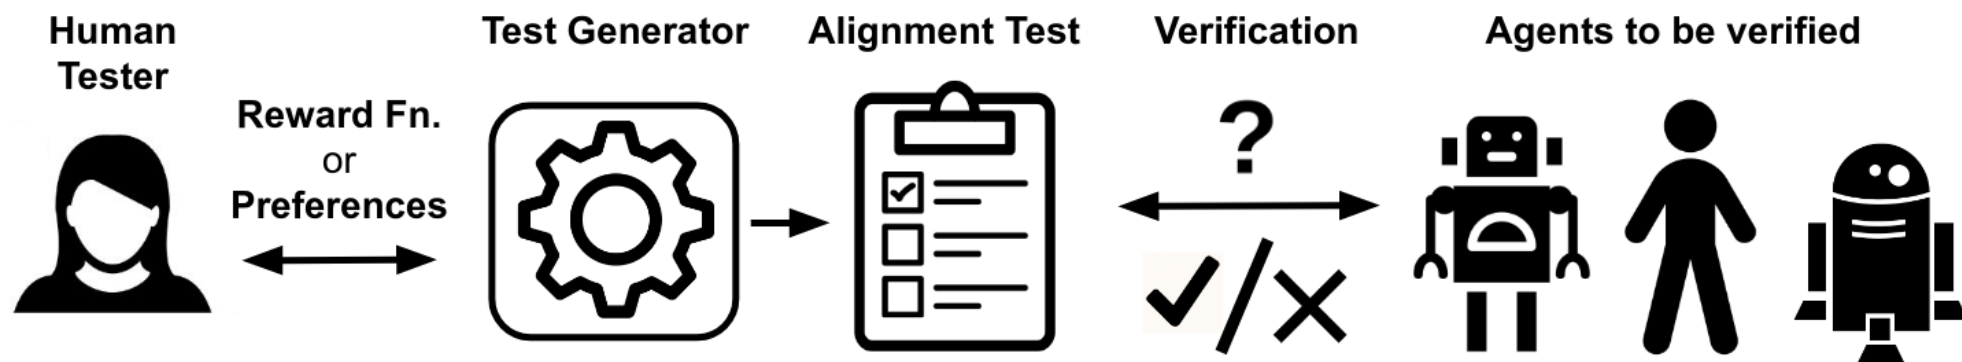 Human
Tester
Reward Fn.
or
Preferences
Test Generator
Alignment Test
Verification
?
Agents to be verified